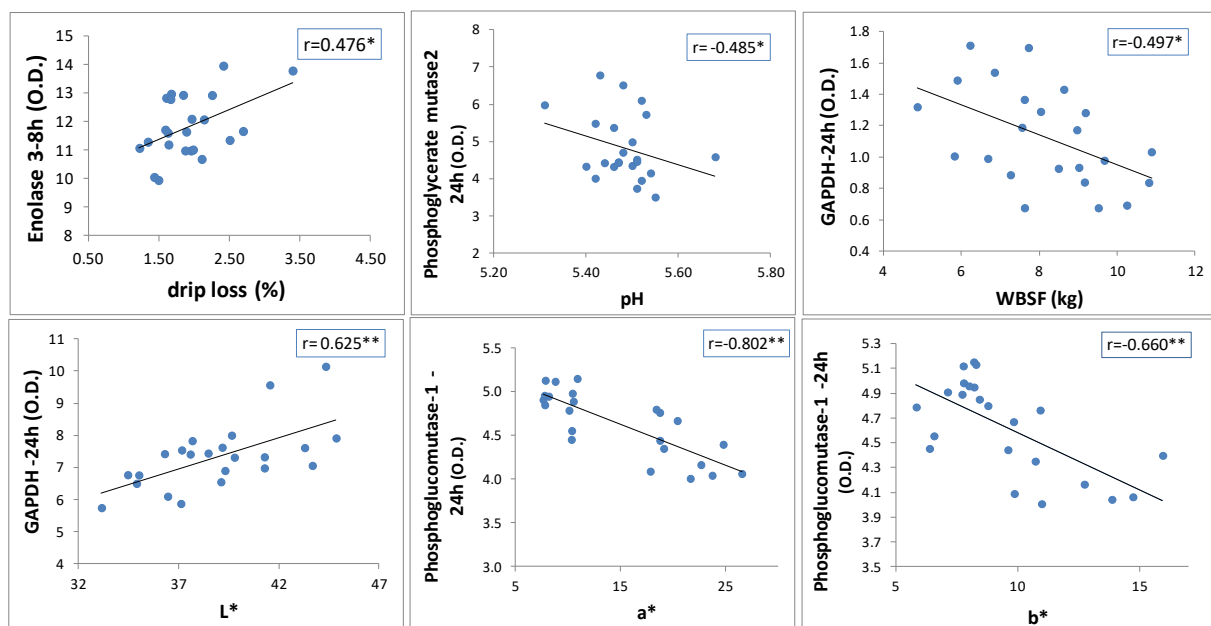 r=0.476*
Enolase 3-8h (O.D.)
15
14
13
12
11
10
9
8
0.50 1.50 2.50 3.50 4.50
drip loss (%)
r= -0.485*
Phosphoglycerate mutase2
24h (O.D.)
8
7
6
5
4
3
2
5.20 5.40 5.60 5.80
pH
r=-0.497*
GAPDH-24h (O.D.)
1.8
1.6
1.4
1.2
1.0
0.8
0.6
0.4
4 6 8 10 12
WBSF (kg)
r= 0.625**
GAPDH -24h (O.D.)
11
10
9
8
7
6
5
4
32 37 42 47
L*
r=-0.802**
Phosphoglucomutase-1 -
24h (O.D.)
5.5
5.0
4.5
4.0
3.5
3.0
5 15 25
a*
r=-0.660**
Phosphoglucomutase-1 -24h
(O.D.)
5.3
5.1
4.9
4.7
4.5
4.3
4.1
3.9
3.7
3.5
5 10 15
b*